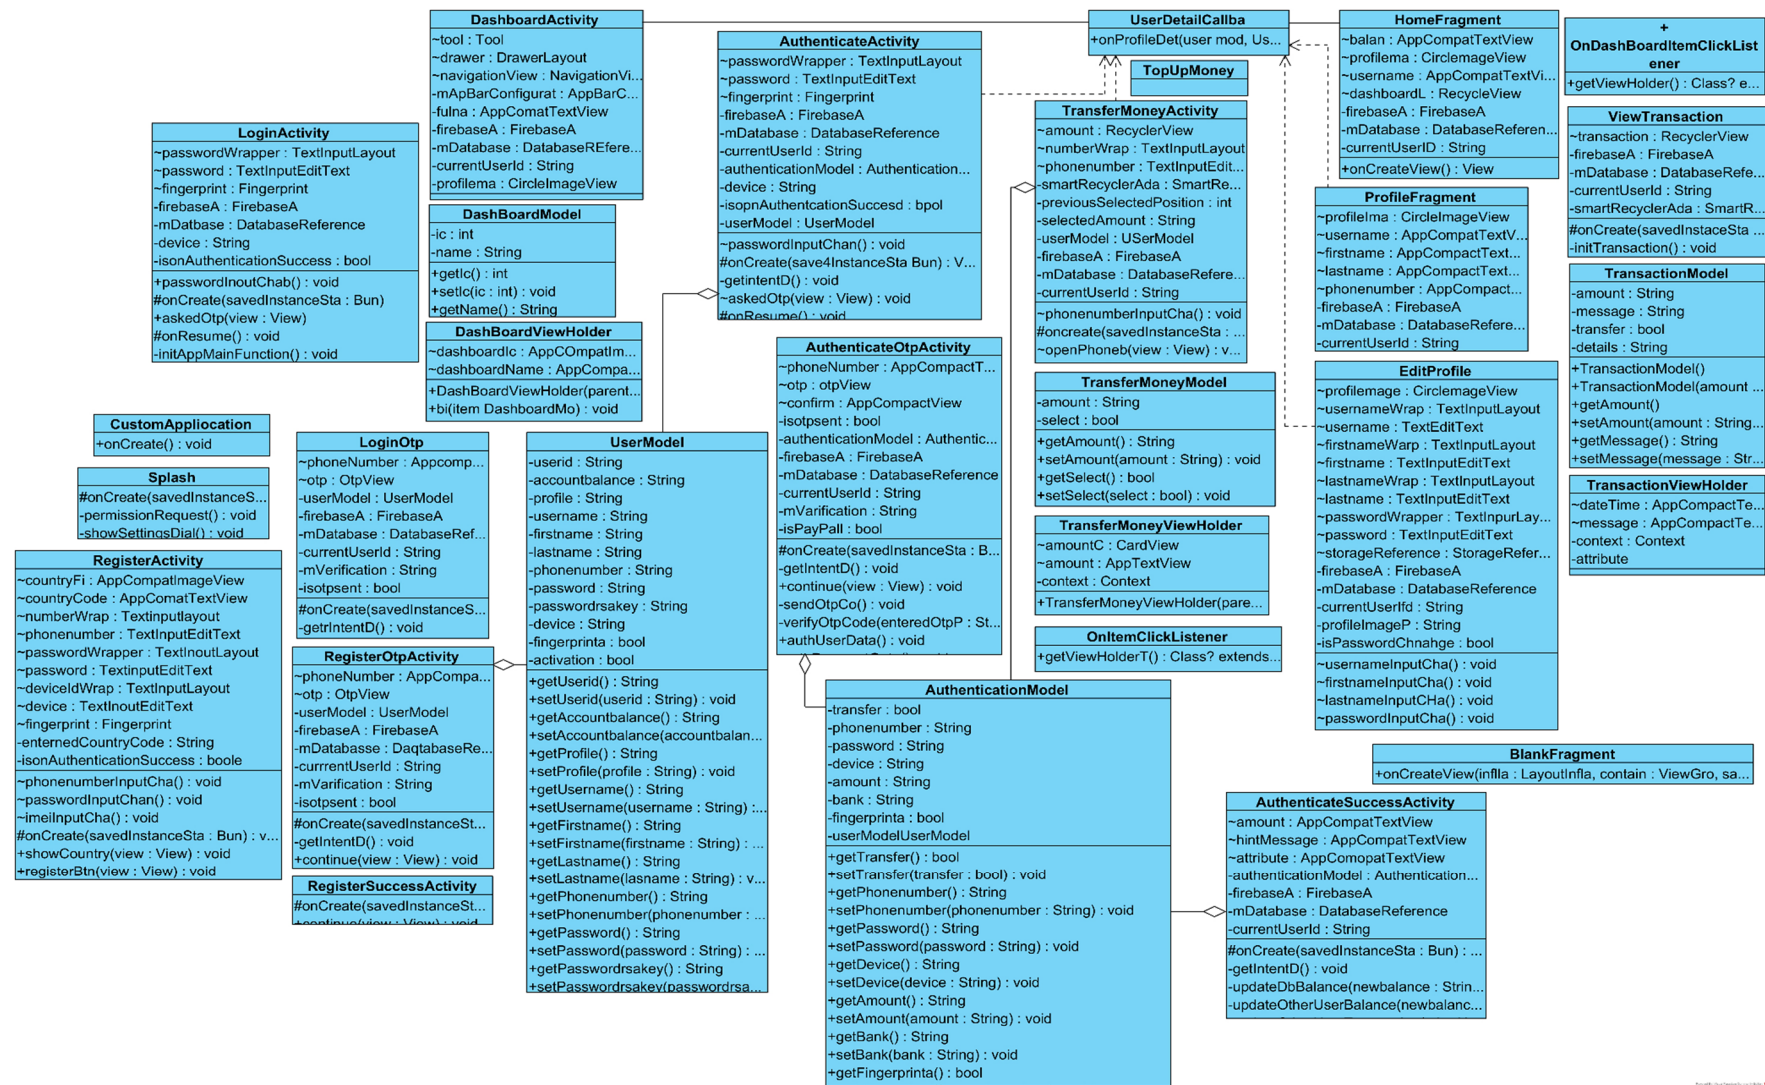 DashboardActivity
~tool : Tool
~drawer : DrawerLayout
~navigationView : NavigationVi...
-mApBarConfigurat : AppBarC...
-fulna : AppComatTextView
-firebaseA : FirebaseA
-mDatabase : DatabaseREfere...
-currentUserId : String
-profilema : CircleImageView
AuthenticateActivity
~passwordWrapper : TextInputLayout
~password : TextInputEditText
~fingerprint : Fingerprint
-firebaseA : FirebaseA
-mDatabase : DatabaseReference
-currentUserId : String
-authenticationModel : Authentication...
-device : String
-isopnAuthentcationSuccesd : bpol
-userModel : UserModel
~passwordInputChan() : void
#onCreate(save4InstanceSta Bun) : V...
-getintentD() : void
~askedOtp(view : View) : void
#onResume() : void
UserDetailCallba
+onProfileDet(user mod, Us...
TopUpMoney
HomeFragment
~balan : AppCompatTextView
~profilema : CirclemageView
~username : AppCompatTextVi...
~dashboardL : RecycleView
-firebaseA : FirebaseA
-mDatabase : DatabaseReferen...
-currentUserID : String
+onCreateView() : View
+
OnDashBoardItemClickList
ener
+getViewHolder() : Class? e...
LoginActivity
~passwordWrapper : TextInputLayout
~password : TextInputEditText
~fingerprint : Fingerprint
-firebaseA : FirebaseA
-mDatbase : DatabaseReference
-device : String
-isonAuthenticationSuccess : bool
+passwordInoutChab() : void
#onCreate(savedInstanceSta : Bun)
+askedOtp(view : View)
#onResume() : void
-initAppMainFunction() : void
DashBoardModel
-ic : int
-name : String
+getIc() : int
+setIc(ic : int) : void
+getName() : String
DashBoardViewHolder
~dashboardIc : AppCOmpatIm...
~dashboardName : AppCompa...
+DashBoardViewHolder(parent...
+bi(item DashboardMo) : void
TransferMoneyActivity
~amount : RecyclerView
~numberWrap : TextInputLayout
~phonenumber : TextInputEdit...
-smartRecyclerAda : SmartRe...
-previousSelectedPosition : int
-selectedAmount : String
-userModel : USerModel
-firebaseA : FirebaseA
-mDatabase : DatabaseRefere...
-currentUserId : String
~phonenumberInputCha() : void
#oncreate(savedInstanceSta : ...
~openPhoneb(view : View) : v...
ViewTransaction
~transaction : RecyclerView
-firebaseA : FirebaseA
-mDatabase : DatabaseRefe...
-currentUserId : String
-smartRecyclerAda : SmartR...
#onCreate(savedInstaceSta ...
-initTransaction() : void
ProfileFragment
~profileIma : CircleImageView
~username : AppCompatTextV...
~firstname : AppCompactText...
~lastname : AppCompactText...
~phonenumber : AppCompact...
-firebaseA : FirebaseA
-mDatabase : DatabaseRefere...
-currentUserId : String
TransactionModel
-amount : String
-message : String
-transfer : bool
-details : String
+TransactionModel()
+TransactionModel(amount ...
+getAmount()
+setAmount(amount : String...
+getMessage() : String
+setMessage(message : Str...
AuthenticateOtpActivity
~phoneNumber : AppCompactT...
~otp : otpView
~confirm : AppCompactView
-isotpsent : bool
-authenticationModel : Authentic...
-firebaseA : FirebaseA
-mDatabase : DatabaseReference
-currentUserId : String
-mVarification : String
-isPayPall : bool
#onCreate(savedInstanceSta : B...
-getIntentD() : void
+continue(view : View) : void
-sendOtpCo() : void
-verifyOtpCode(enteredOtpP : St...
+authUserData() : void
TransferMoneyModel
-amount : String
-select : bool
+getAmount() : String
+setAmount(amount : String) : void
+getSelect() : bool
+setSelect(select : bool) : void
EditProfile
~profilemage : CirclemageView
~usernameWrap : TextInputLayout
~username : TextEditText
~firstnameWarp : TextInputLayout
~firstname : TextInputEditText
~lastnameWrap : TextInputLayout
~lastname : TextInputEditText
~passwordWrapper : TextInpurLay...
~password : TextInputEditText
~storageReference : StorageRefer...
-firebaseA : FirebaseA
-mDatabase : DatabaseReference
-currentUserIfd : String
-profileImageP : String
-isPasswordChnahge : bool
~usernameInputCha() : void
~firstnameInputCha() : void
~lastnameInputCHa() : void
~passwordInputCha() : void
TransactionViewHolder
~dateTime : AppCompactTe...
~message : AppCompactTe...
-context : Context
-attribute
CustomAppliocation
+onCreate() : void
Splash
#onCreate(savedInstanceS...
-permissionRequest() : void
-showSettingsDial() : void
LoginOtp
~phoneNumber : Appcomp...
~otp : OtpView
-userModel : UserModel
-firebaseA : FirebaseA
-mDatabase : DatabaseRef...
-currentUserId : String
-mVerification : String
-isotpsent : bool
#onCreate(savedInstanceS...
-getrIntentD() : void
UserModel
-userid : String
-accountbalance : String
-profile : String
-username : String
-firstname : String
-lastname : String
-phonenumber : String
-password : String
-passwordrsakey : String
-device : String
-fingerprinta : bool
-activation : bool
+getUserid() : String
+setUserid(userid : String) : void
+getAccountbalance() : String
+setAccountbalance(accountbalan...
+getProfile() : String
+setProfile(profile : String) : void
+getUsername() : String
+setUsername(username : String) : ...
+getFirstname() : String
+setFirstname(firstname : String) : ...
+getLastname() : String
+setLastname(lasname : String) : v...
+getPhonenumber() : String
+setPhonenumber(phonenumber : ...
+getPassword() : String
+setPassword(password : String) : ...
+getPasswordrsakey() : String
+setPasswordrsakey(passwordrsa...
TransferMoneyViewHolder
~amountC : CardView
~amount : AppTextView
-context : Context
+TransferMoneyViewHolder(pare...
OnItemClickListener
+getViewHolderT() : Class? extends...
RegisterActivity
~countryFi : AppCompatImageView
~countryCode : AppComatTextView
~numberWrap : Textinputlayout
~phonenumber : TextInputEditText
~passwordWrapper : TextInoutLayout
~password : TextinputEditText
~deviceIdWrap : TextInputLayout
~device : TextInoutEditText
~fingerprint : Fingerprint
-enternedCountryCode : String
-isonAuthenticationSuccess : boole
~phonenumberInputCha() : void
~passwordInputChan() : void
~imeiInputCha() : void
#onCreate(savedInstanceSta : Bun) : v...
+showCountry(view : View) : void
+registerBtn(view : View) : void
RegisterOtpActivity
~phoneNumber : AppCompa...
~otp : OtpView
-userModel : UserModel
-firebaseA : FirebaseA
-mDatabasse : DaqtabaseRe...
-currrentUserId : String
-mVarification : String
-isotpsent : bool
#onCreate(savedInstanceSt...
-getIntentD() : void
+continue(view : View) : void
RegisterSuccessActivity
#onCreate(savedInstanceSt...
+continue(view : View) : void
AuthenticationModel
-transfer : bool
-phonenumber : String
-password : String
-device : String
-amount : String
-bank : String
-fingerprinta : bool
-userModelUserModel
+getTransfer() : bool
+setTransfer(transfer : bool) : void
+getPhonenumber() : String
+setPhonenumber(phonenumber : String) : void
+getPassword() : String
+setPassword(password : String) : void
+getDevice() : String
+setDevice(device : String) : void
+getAmount() : String
+setAmount(amount : String) : void
+getBank() : String
+setBank(bank : String) : void
+getFingerprinta() : bool
BlankFragment
+onCreateView(inflla : LayoutInfla, contain : ViewGro, sa...
AuthenticateSuccessActivity
~amount : AppCompatTextView
~hintMessage : AppCompatTextView
~attribute : AppComopatTextView
-authenticationModel : Authentication...
-firebaseA : FirebaseA
-mDatabase : DatabaseReference
-currentUserId : String
#onCreate(savedInstanceSta : Bun) : ...
-getIntentD() : void
-updateDbBalance(newbalance : Strin...
-updateOtherUserBalance(newbalanc...